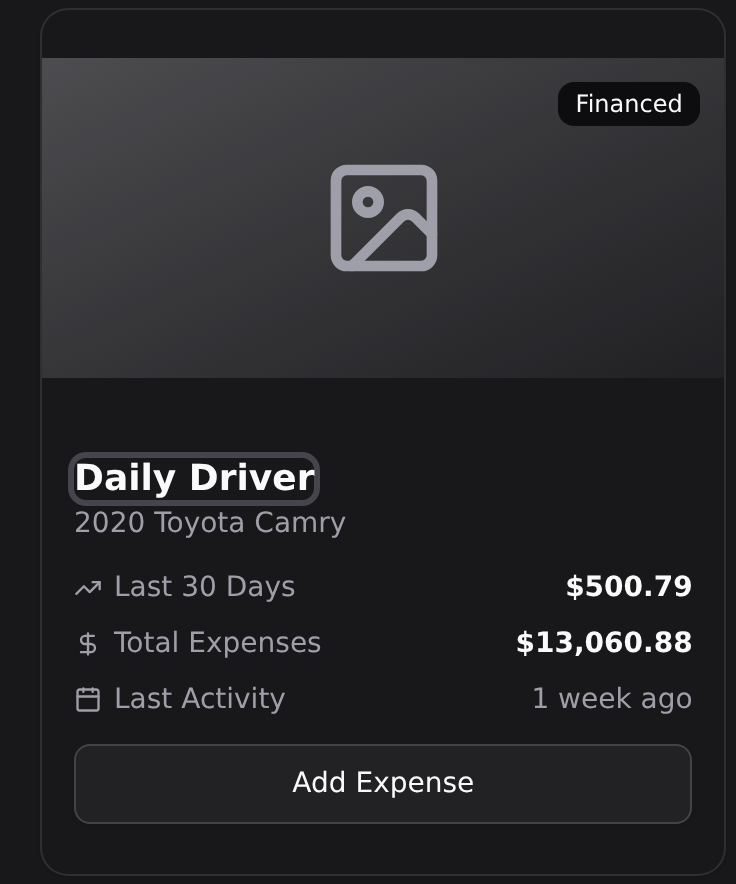 Financed
Daily Driver
2020 Toyota Camry
Last 30 Days $500.79
Total Expenses $13,060.88
Last Activity 1 week ago
Add Expense